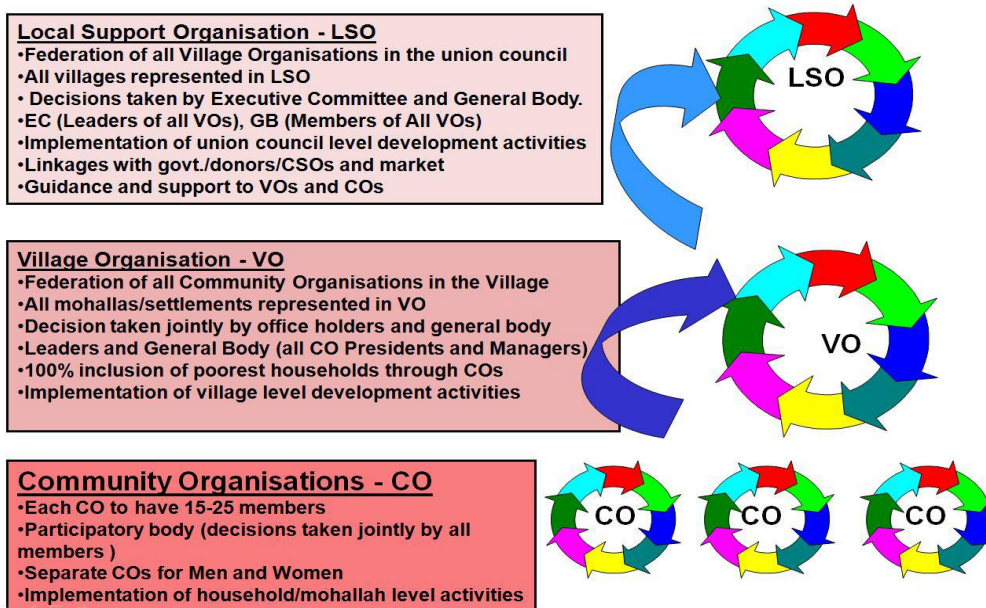 Local Support Organisation - LSO
•Federation of all Village Organisations in the union council
•All villages represented in LSO
• Decisions taken by Executive Committee and General Body.
•EC (Leaders of all VOs), GB (Members of All VOs)
•Implementation of union council level development activities
•Linkages with govt./donors/CSOs and market
•Guidance and support to VOs and COs
LSO
Village Organisation - VO
•Federation of all Community Organisations in the Village
•All mohallas/settlements represented in VO
•Decision taken jointly by office holders and general body
•Leaders and General Body (all CO Presidents and Managers)
•100% inclusion of poorest households through COs
•Implementation of village level development activities
VO
Community Organisations - CO
•Each CO to have 15-25 members
•Participatory body (decisions taken jointly by all
members )
•Separate COs for Men and Women
•Implementation of household/mohallah level activities
CO
CO
CO